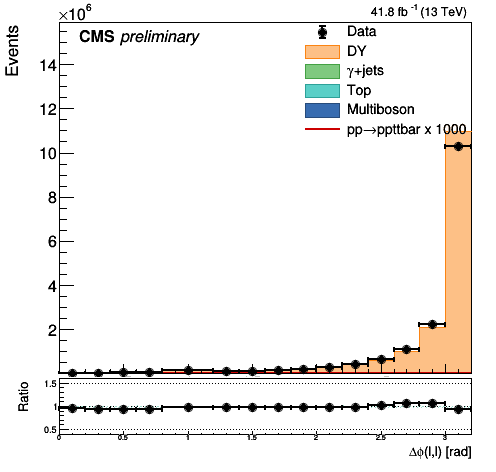 ×10⁶
41.8 fb⁻¹ (13 TeV)
CMS preliminary
Events
Data
DY
γ+jets
Top
Multiboson
pp→ppttbar x 1000
14
12
10
8
6
4
2
Ratio
1.5
1
0.5
0 0.5 1 1.5 2 2.5 3
Δϕ(l,l) [rad]